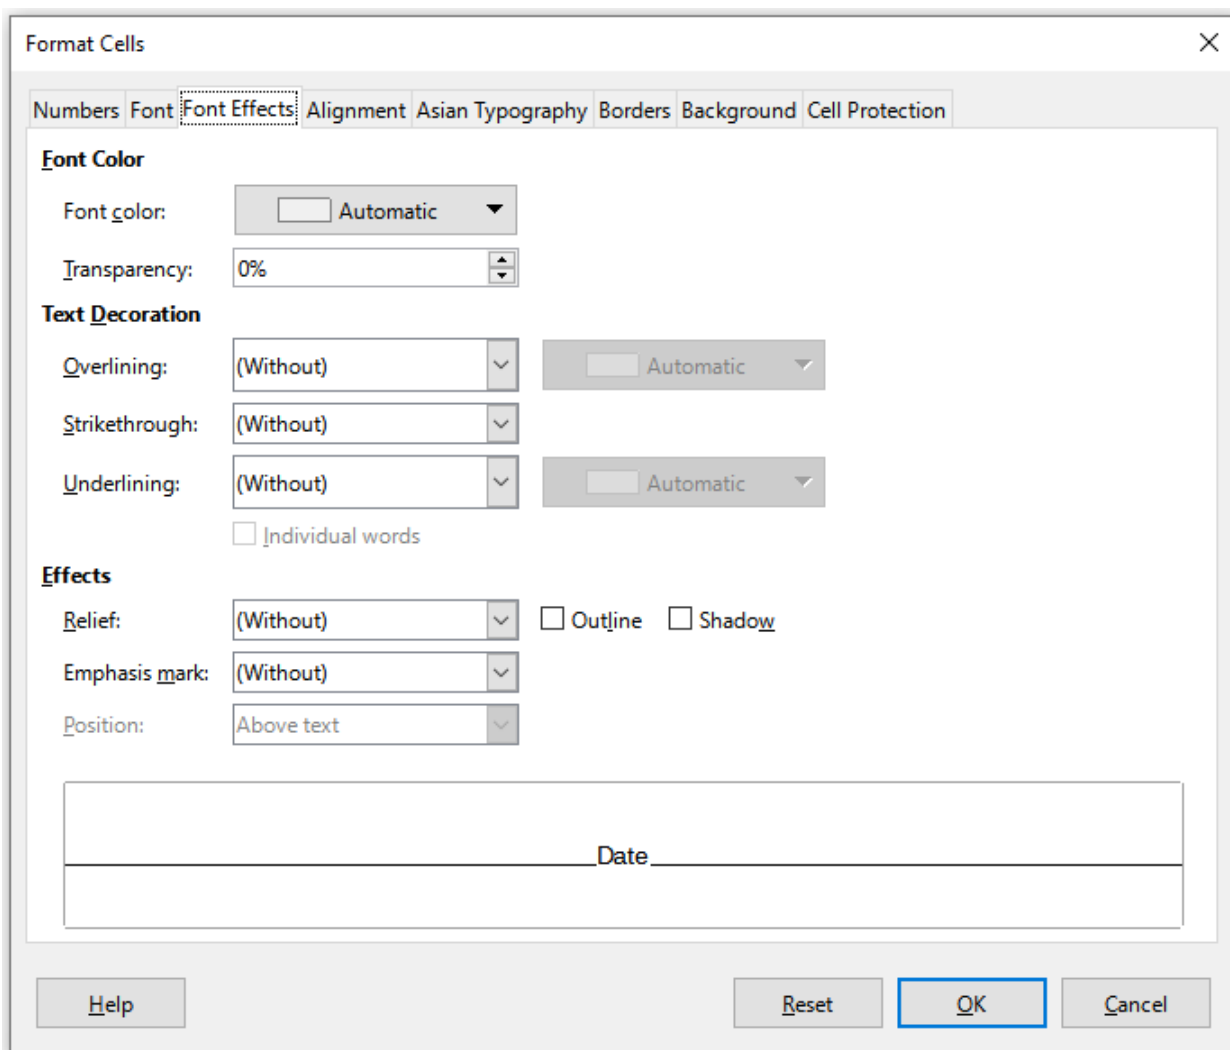 Format Cells
Numbers Font Font Effects Alignment Asian Typography Borders Background Cell Protection
Font Color
Font color: Automatic
Transparency: 0%
Text Decoration
Overlining: (Without) Automatic
Strikethrough: (Without)
Underlining: (Without) Automatic
Individual words
Effects
Relief: (Without) Outline Shadow
Emphasis mark: (Without)
Position: Above text
Date
Help Reset OK Cancel